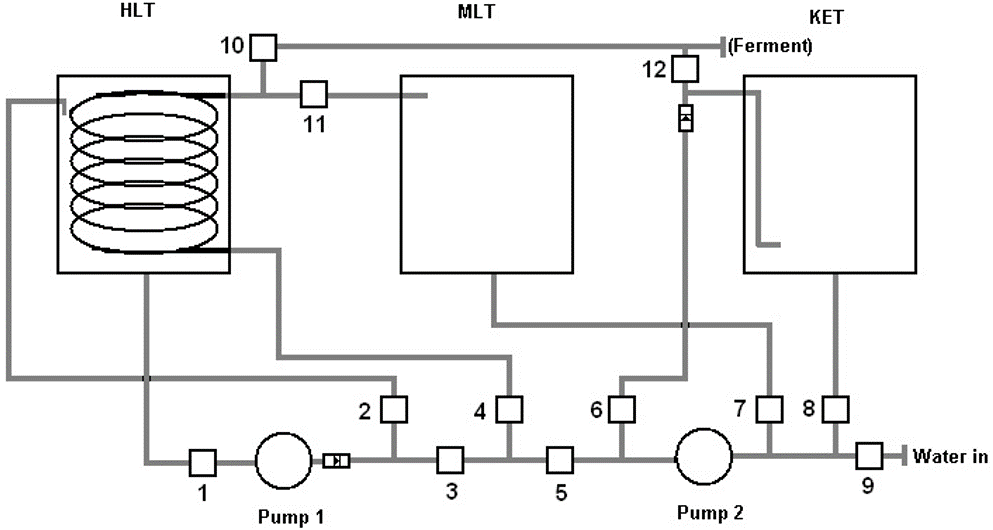 HLT
MLT
KET
10
(Ferment)
12
11
2
4
6
7
8
1
3
5
9
Water in
Pump 1
Pump 2